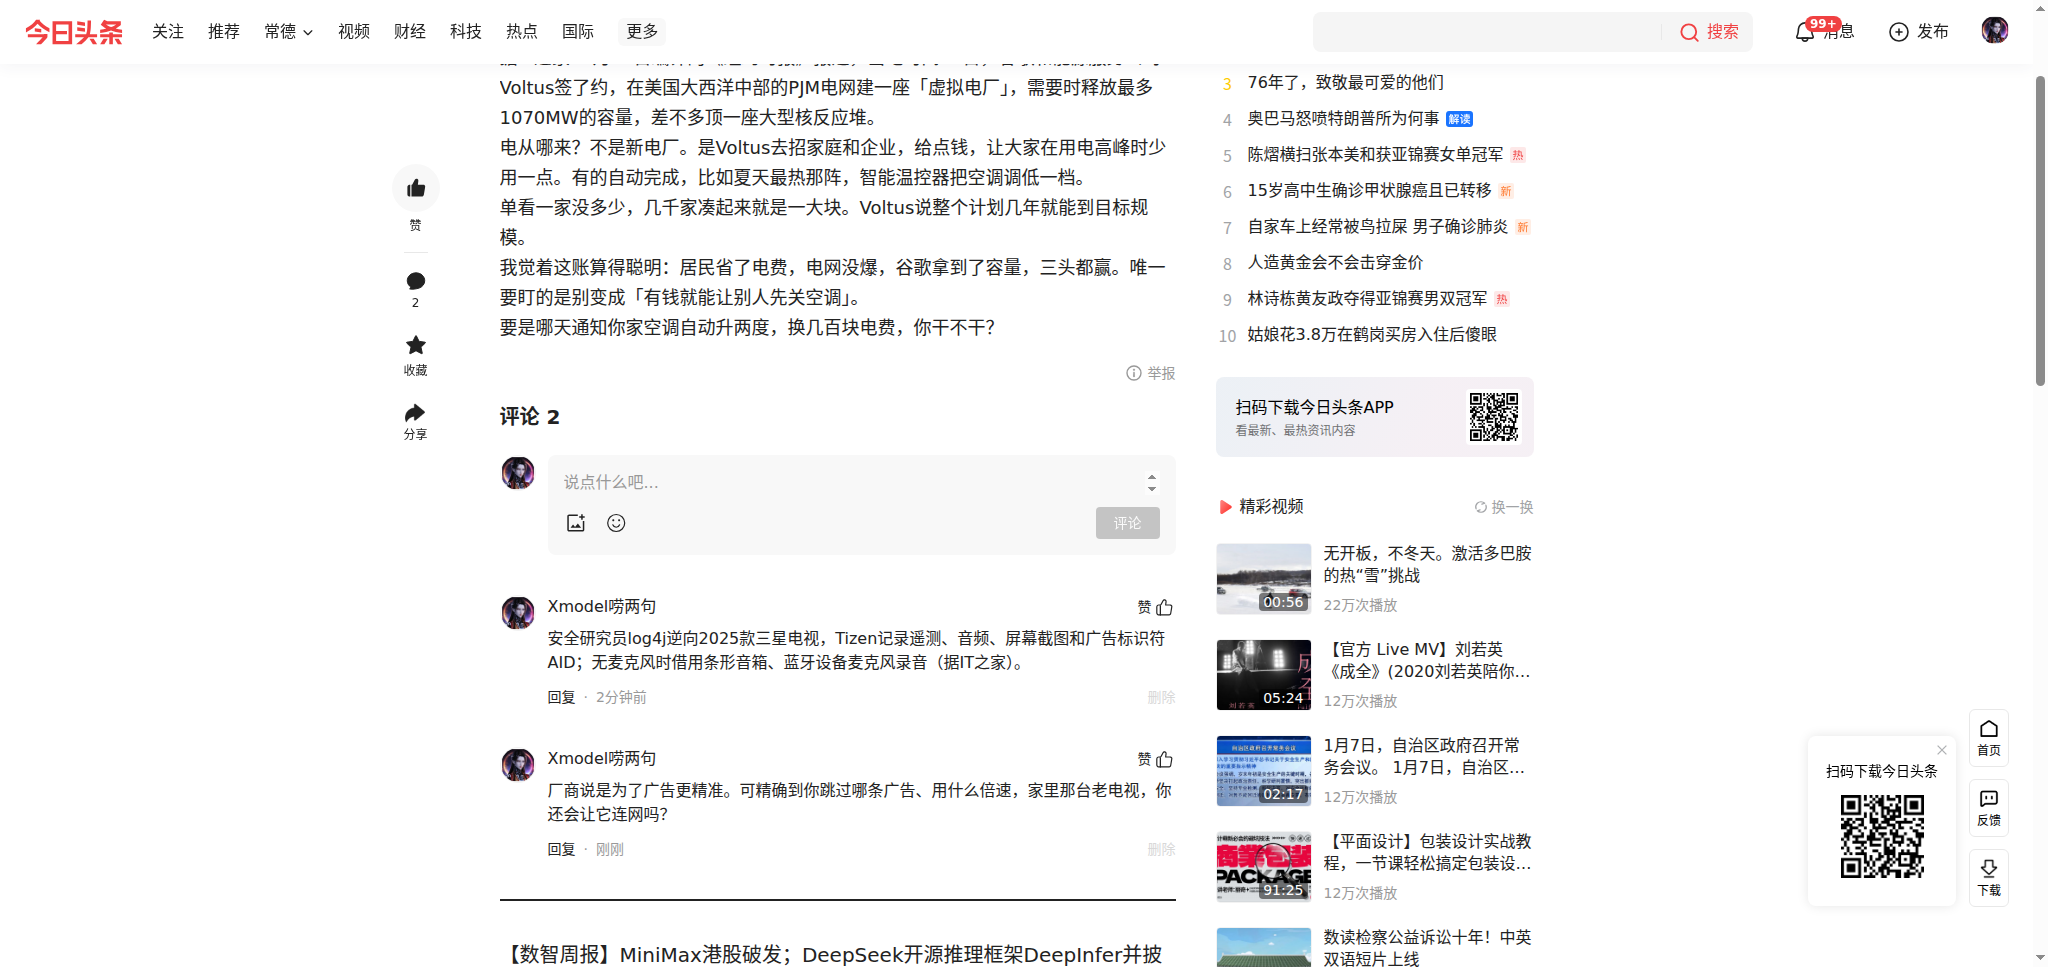 今日头条
关注
推荐
常德
视频
财经
科技
热点
国际
更多
搜索
99+
消息
发布
Voltus签了约，在美国大西洋中部的PJM电网建一座「虚拟电厂」，需要时释放最多
1070MW的容量，差不多顶一座大型核反应堆。
电从哪来？不是新电厂。是Voltus去招家庭和企业，给点钱，让大家在用电高峰时少
用一点。有的自动完成，比如夏天最热那阵，智能温控器把空调调低一档。
单看一家没多少，几千家凑起来就是一大块。Voltus说整个计划几年就能到目标规
模。
我觉着这账算得聪明：居民省了电费，电网没爆，谷歌拿到了容量，三头都赢。唯一
要盯的是别变成「有钱就能让别人先关空调」。
要是哪天通知你家空调自动升两度，换几百块电费，你干不干？
举报
赞
2
收藏
分享
评论 2
说点什么吧...
评论
Xmodel唠两句
赞
安全研究员log4j逆向2025款三星电视，Tizen记录遥测、音频、屏幕截图和广告标识符
AID；无麦克风时借用条形音箱、蓝牙设备麦克风录音（据IT之家）。
回复 · 2分钟前
删除
Xmodel唠两句
赞
厂商说是为了广告更精准。可精确到你跳过哪条广告、用什么倍速，家里那台老电视，你
还会让它连网吗？
回复 · 刚刚
删除
【数智周报】MiniMax港股破发；DeepSeek开源推理框架DeepInfer并披
3 76年了，致敬最可爱的他们
4 奥巴马怒喷特朗普所为何事 解读
5 陈熠横扫张本美和获亚锦赛女单冠军 热
6 15岁高中生确诊甲状腺癌且已转移 新
7 自家车上经常被鸟拉屎 男子确诊肺炎 新
8 人造黄金会不会击穿金价
9 林诗栋黄友政夺得亚锦赛男双冠军 热
10 姑娘花3.8万在鹤岗买房入住后傻眼
扫码下载今日头条APP
看最新、最热资讯内容
精彩视频
换一换
00:56
无开板，不冬天。激活多巴胺
的热“雪”挑战
22万次播放
05:24
【官方 Live MV】刘若英
《成全》(2020刘若英陪你...
12万次播放
自治区政府召开常务会议
02:17
1月7日，自治区政府召开常
务会议。 1月7日，自治区...
12万次播放
商业包装
PACKAGE
91:25
【平面设计】包装设计实战教
程，一节课轻松搞定包装设...
12万次播放
数读检察公益诉讼十年！中英
双语短片上线
扫码下载今日头条
首页
反馈
下载